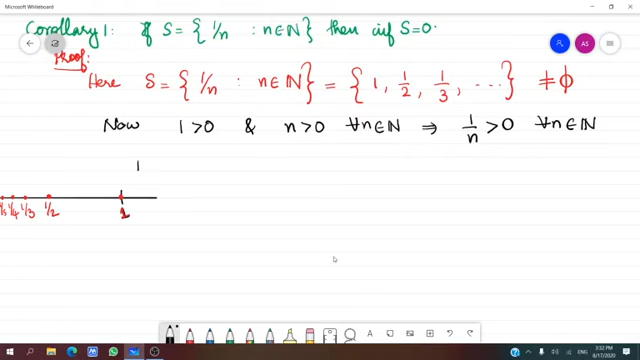 Microsoft Whiteboard
Corollary 1: If S = { 1/n : n∈ℕ} then inf S=0.
Proof:
Here S = { 1/n : n∈ℕ} = { 1, 1/2, 1/3, ...} ≠ ϕ
Now 1>0 & n>0 ∀n∈ℕ ⇒ 1/n >0 ∀n∈ℕ
1
1/5 1/4 1/3 1/2 1
AS
ENG
3:32 PM
8/17/2020